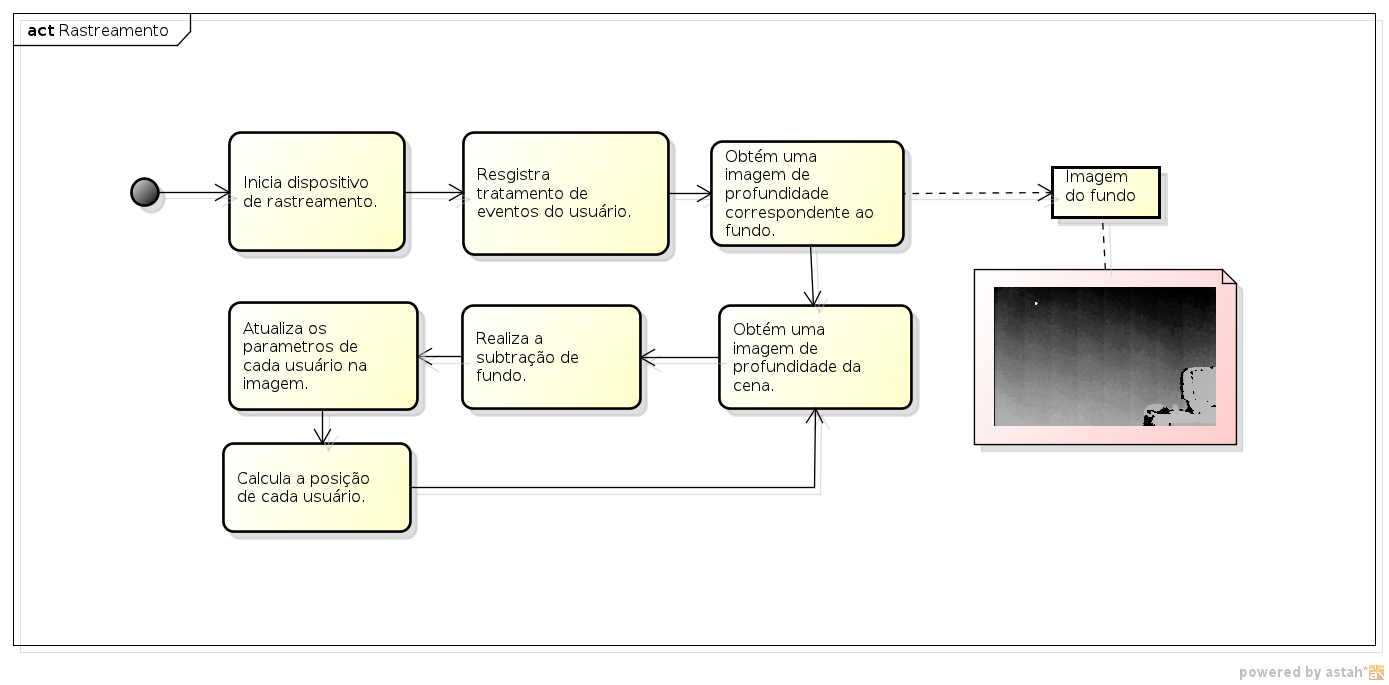 act Rastreamento
Inicia dispositivo
de rastreamento.
Resgistra
tratamento de
eventos do usuário.
Obtém uma
imagem de
profundidade
correspondente ao
fundo.
Imagem
do fundo
Atualiza os
parametros de
cada usuário na
imagem.
Realiza a
subtração de
fundo.
Obtém uma
imagem de
profundidade da
cena.
Calcula a posição
de cada usuário.
powered by astah*